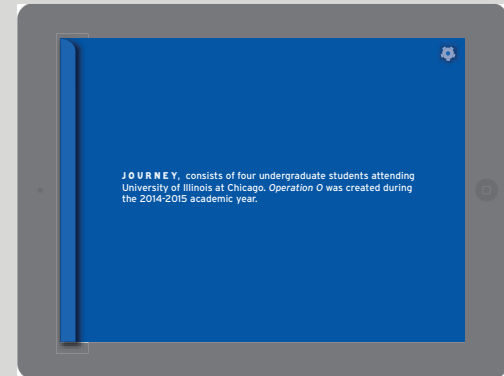 JOURNEY, consists of four undergraduate students attending
University of Illinois at Chicago. Operation O was created during
the 2014-2015 academic year.